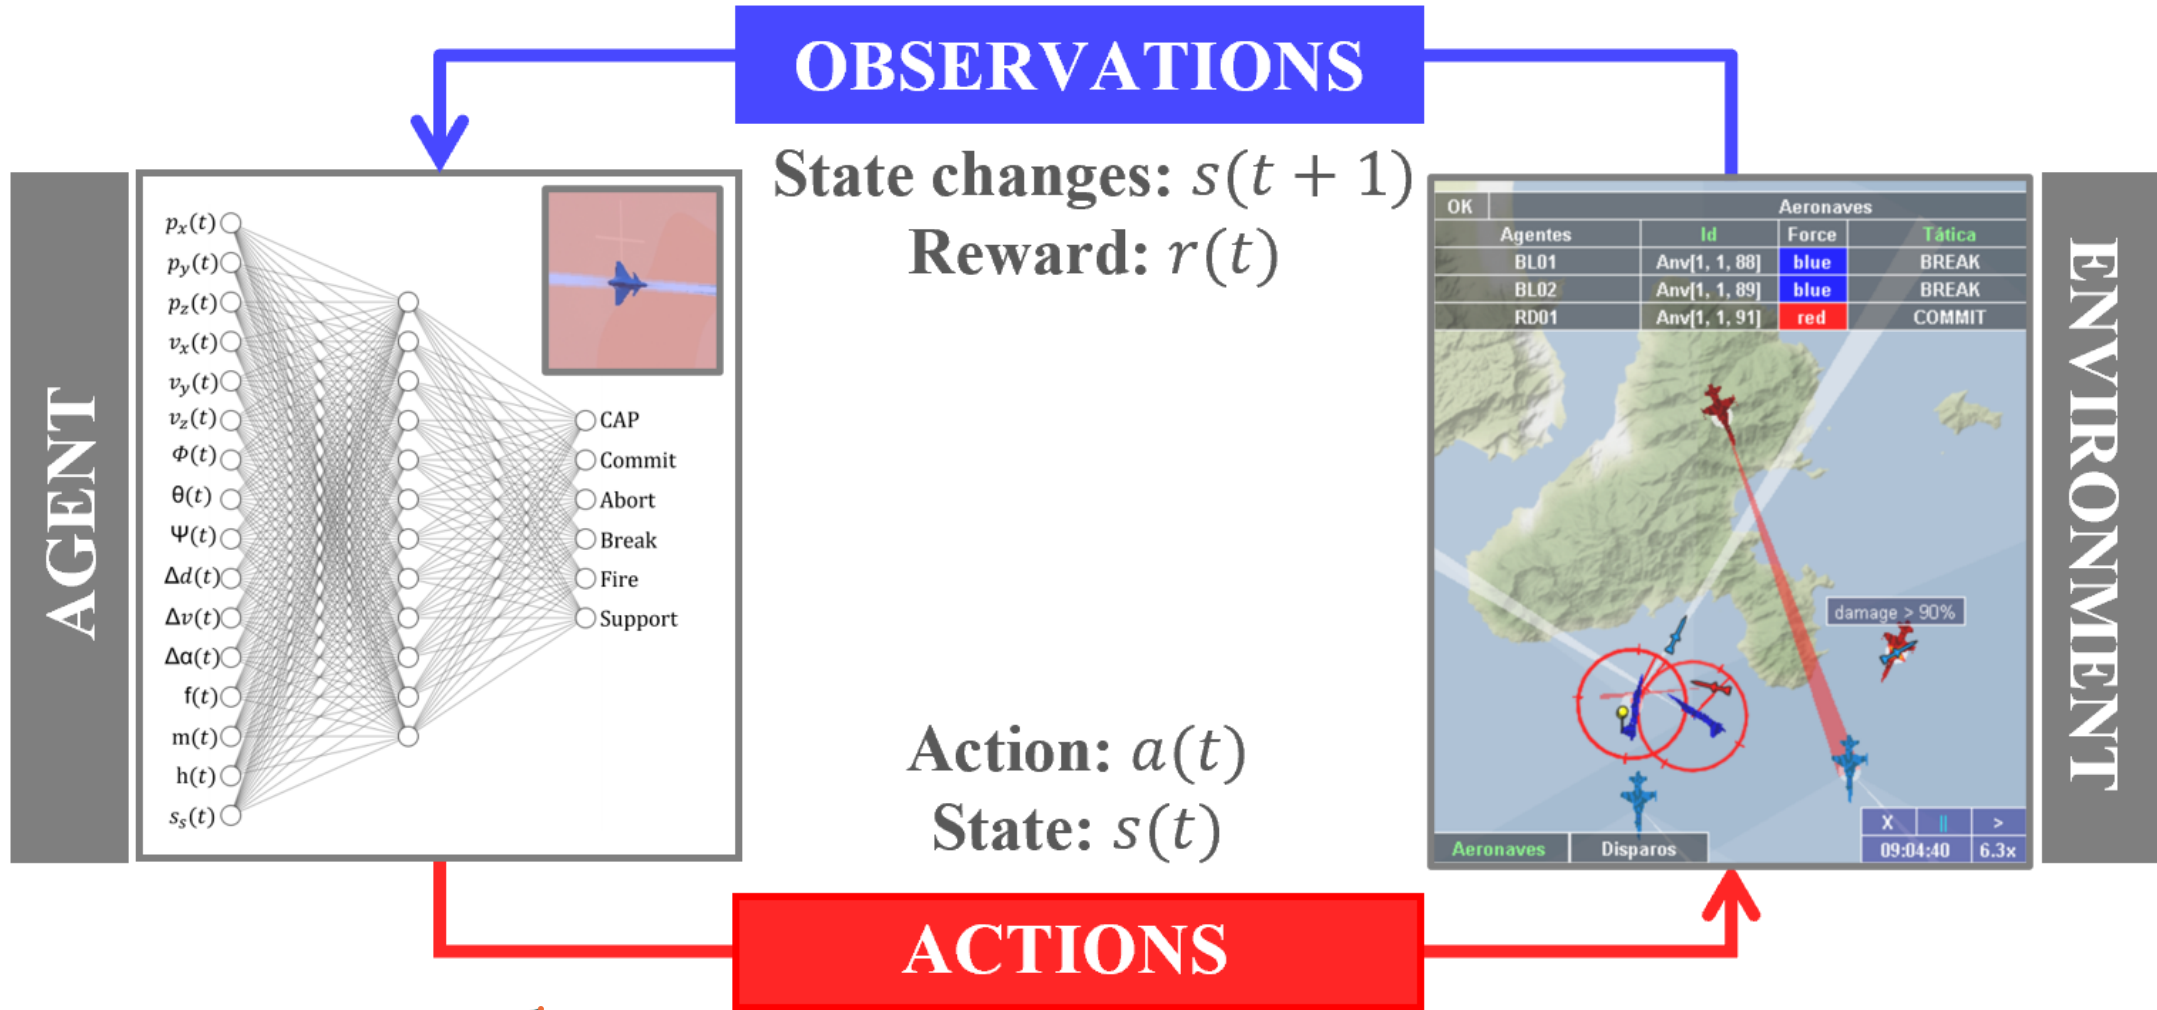 OBSERVATIONS
State changes: s(t + 1)
Reward: r(t)
AGENT
p_x(t)
p_y(t)
p_z(t)
v_x(t)
v_y(t)
v_z(t)
Φ(t)
θ(t)
Ψ(t)
Δd(t)
Δv(t)
Δα(t)
f(t)
m(t)
h(t)
s_s(t)
CAP
Commit
Abort
Break
Fire
Support
Action: a(t)
State: s(t)
OK Aeronaves
Agentes Id Force Tática
BL01 Anv[1, 1, 88] blue BREAK
BL02 Anv[1, 1, 89] blue BREAK
RD01 Anv[1, 1, 91] red COMMIT
damage > 90%
X || >
Aeronaves Disparos 09:04:40 6.3x
ENVIRONMENT
ACTIONS